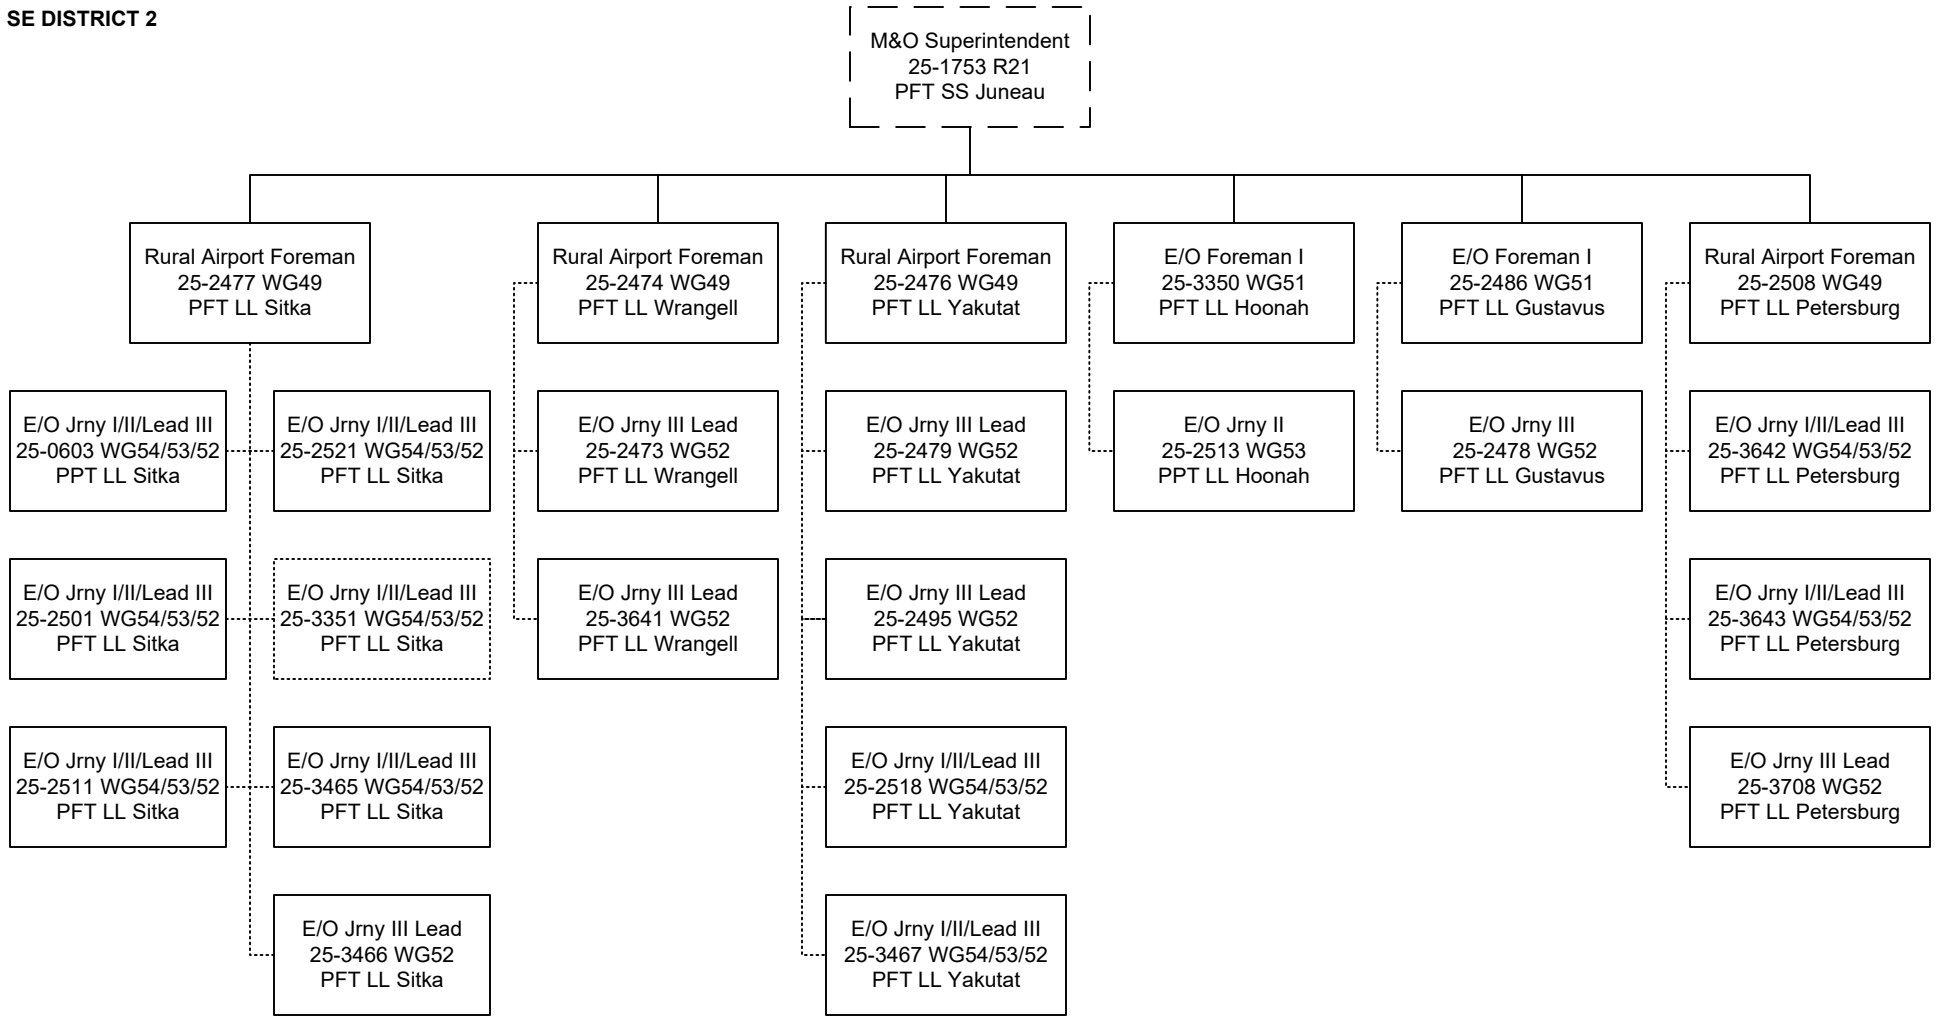 SE DISTRICT 2
M&O Superintendent
25-1753 R21
PFT SS Juneau
Rural Airport Foreman
25-2477 WG49
PFT LL Sitka
Rural Airport Foreman
25-2474 WG49
PFT LL Wrangell
Rural Airport Foreman
25-2476 WG49
PFT LL Yakutat
E/O Foreman I
25-3350 WG51
PFT LL Hoonah
E/O Foreman I
25-2486 WG51
PFT LL Gustavus
Rural Airport Foreman
25-2508 WG49
PFT LL Petersburg
E/O Jrny I/II/Lead III
25-0603 WG54/53/52
PPT LL Sitka
E/O Jrny I/II/Lead III
25-2521 WG54/53/52
PFT LL Sitka
E/O Jrny III Lead
25-2473 WG52
PFT LL Wrangell
E/O Jrny III Lead
25-2479 WG52
PFT LL Yakutat
E/O Jrny II
25-2513 WG53
PPT LL Hoonah
E/O Jrny III
25-2478 WG52
PFT LL Gustavus
E/O Jrny I/II/Lead III
25-3642 WG54/53/52
PFT LL Petersburg
E/O Jrny I/II/Lead III
25-2501 WG54/53/52
PFT LL Sitka
E/O Jrny I/II/Lead III
25-3351 WG54/53/52
PFT LL Sitka
E/O Jrny III Lead
25-3641 WG52
PFT LL Wrangell
E/O Jrny III Lead
25-2495 WG52
PFT LL Yakutat
E/O Jrny I/II/Lead III
25-3643 WG54/53/52
PFT LL Petersburg
E/O Jrny I/II/Lead III
25-2511 WG54/53/52
PFT LL Sitka
E/O Jrny I/II/Lead III
25-3465 WG54/53/52
PFT LL Sitka
E/O Jrny I/II/Lead III
25-2518 WG54/53/52
PFT LL Yakutat
E/O Jrny III Lead
25-3708 WG52
PFT LL Petersburg
E/O Jrny III Lead
25-3466 WG52
PFT LL Sitka
E/O Jrny I/II/Lead III
25-3467 WG54/53/52
PFT LL Yakutat